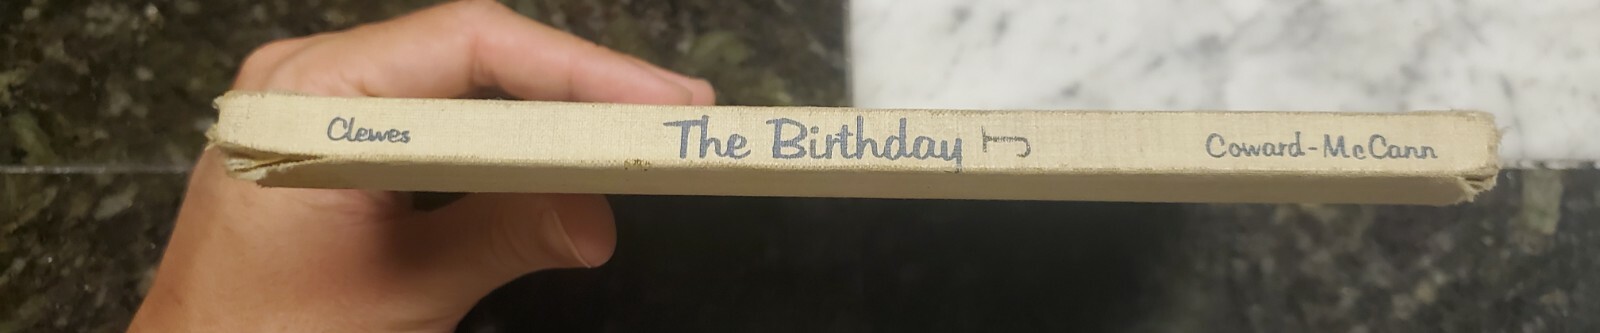 Clewes
The Birthday
J
Coward-McCann